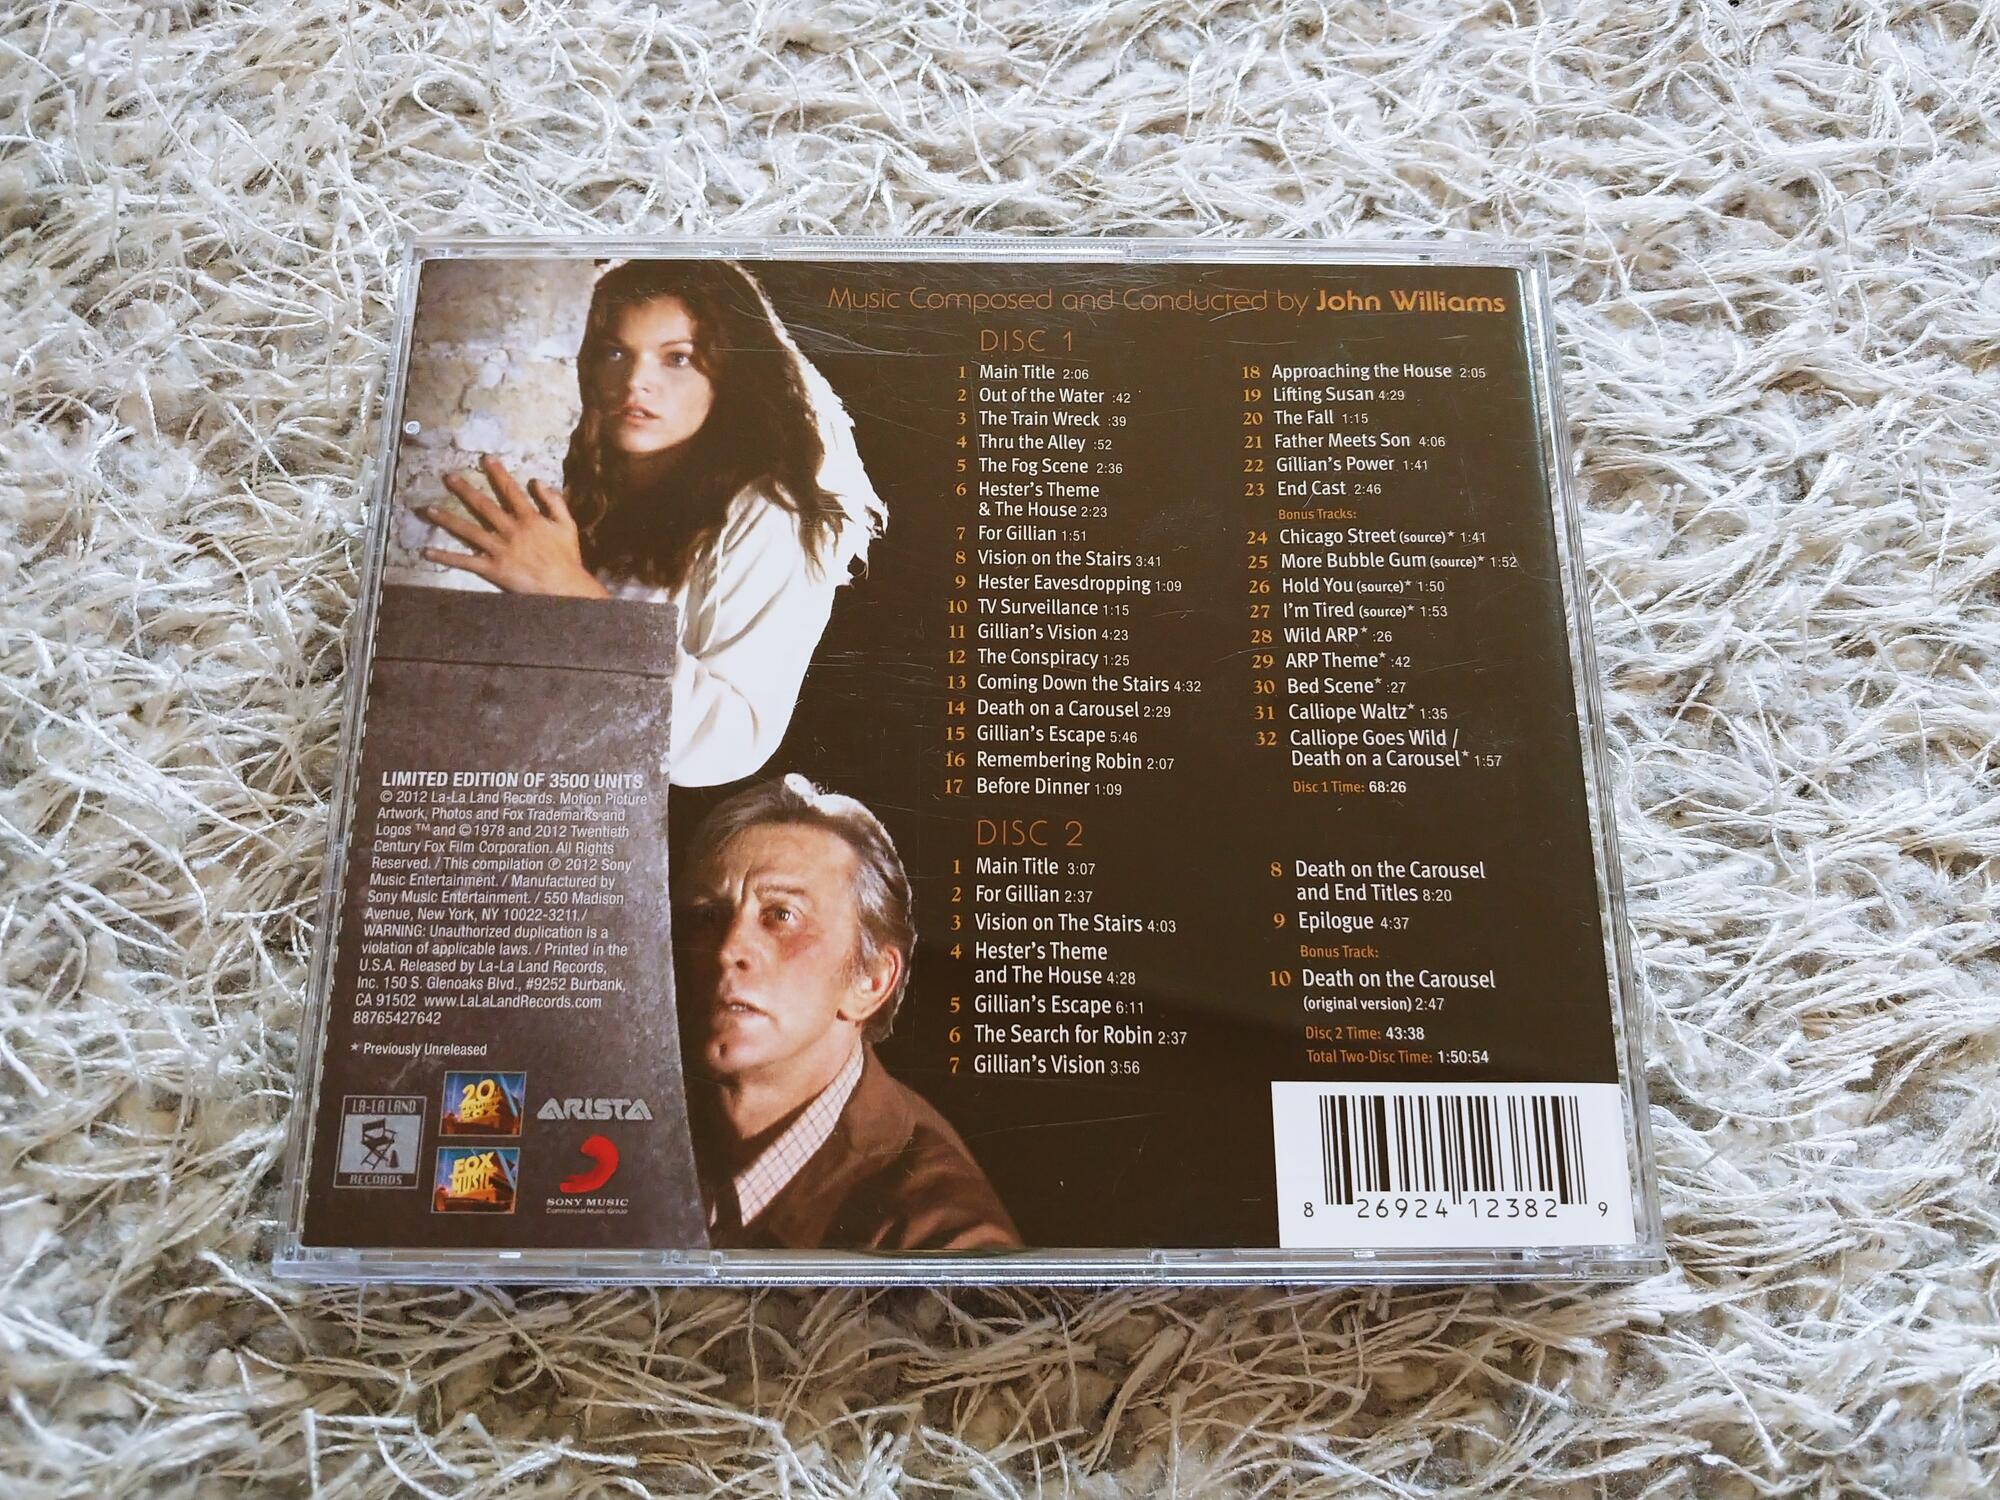 Music Composed and Conducted by John Williams
DISC 1
1 Main Title 2:06
2 Out of the Water :42
3 The Train Wreck :39
4 Thru the Alley :52
5 The Fog Scene 2:36
6 Hester's Theme
& The House 2:23
7 For Gillian 1:51
8 Vision on the Stairs 3:41
9 Hester Eavesdropping 1:09
10 TV Surveillance 1:15
11 Gillian's Vision 4:23
12 The Conspiracy 1:25
13 Coming Down the Stairs 4:32
14 Death on a Carousel 2:29
15 Gillian's Escape 5:46
16 Remembering Robin 2:07
17 Before Dinner 1:09
18 Approaching the House 2:05
19 Lifting Susan 4:29
20 The Fall 1:15
21 Father Meets Son 4:06
22 Gillian's Power 1:41
23 End Cast 2:46
Bonus Tracks:
24 Chicago Street (source)* 1:41
25 More Bubble Gum (source)* 1:52
26 Hold You (source)* 1:50
27 I'm Tired (source)* 1:53
28 Wild ARP* :26
29 ARP Theme* :42
30 Bed Scene* :27
31 Calliope Waltz* 1:35
32 Calliope Goes Wild /
Death on a Carousel* 1:57
Disc 1 Time: 68:26
DISC 2
1 Main Title 3:07
2 For Gillian 2:37
3 Vision on The Stairs 4:03
4 Hester's Theme
and The House 4:28
5 Gillian's Escape 6:11
6 The Search for Robin 2:37
7 Gillian's Vision 3:56
8 Death on the Carousel
and End Titles 8:20
9 Epilogue 4:37
Bonus Track:
10 Death on the Carousel
(original version) 2:47
Disc 2 Time: 43:38
Total Two-Disc Time: 1:50:54
LIMITED EDITION OF 3500 UNITS
© 2012 La-La Land Records. Motion Picture
Artwork, Photos and Fox Trademarks and
Logos ™ and © 1978 and 2012 Twentieth
Century Fox Film Corporation. All Rights
Reserved. / This compilation ℗ 2012 Sony
Music Entertainment. / Manufactured by
Sony Music Entertainment. / 550 Madison
Avenue, New York, NY 10022-3211./
WARNING: Unauthorized duplication is a
violation of applicable laws. / Printed in the
U.S.A. Released by La-La Land Records,
Inc. 150 S. Glenoaks Blvd., #9252 Burbank,
CA 91502 www.LaLaLandRecords.com
88765427642
* Previously Unreleased
LA-LA LAND
RECORDS
20th
CENTURY
FOX
FOX
MUSIC
ARISTA
SONY MUSIC
Commercial Music Group
8 26924 12382 9